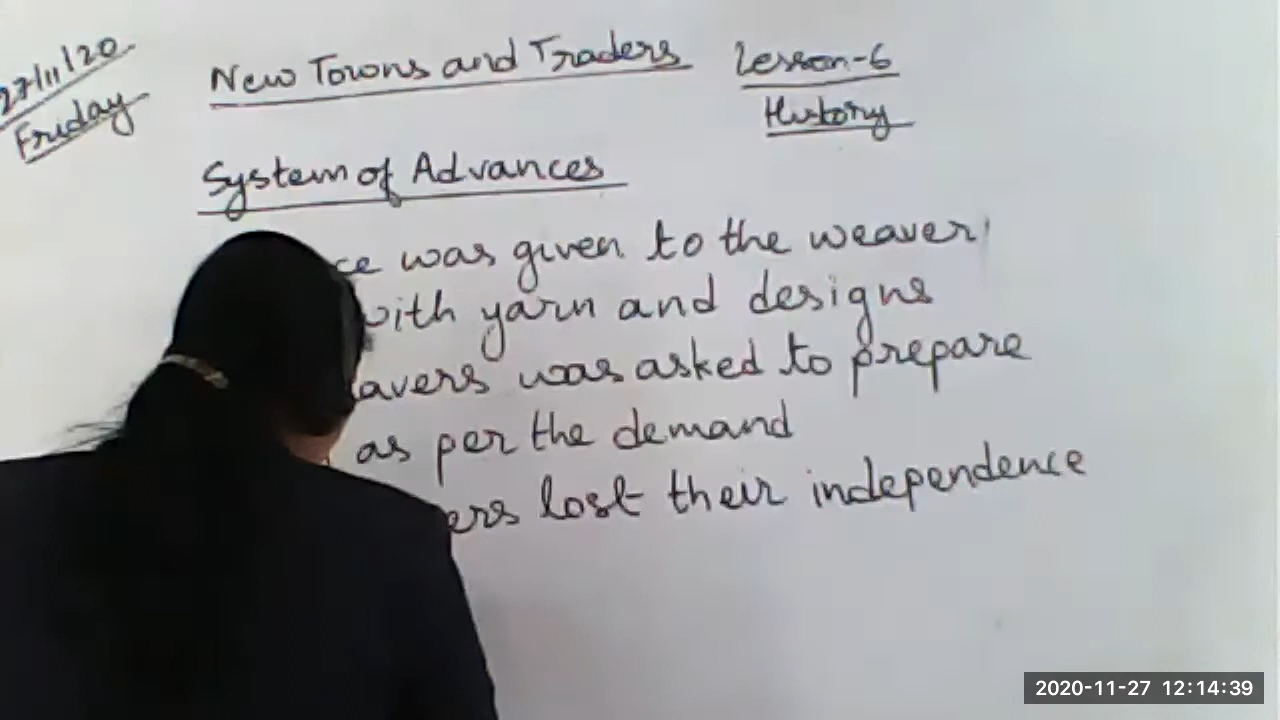 27/11/20
Friday
New Towns and Traders
Lesson-6
History
System of Advances
ce was given to the weaver
with yarn and designs
avers was asked to prepare
as per the demand
ers lost their independence
2020-11-27 12:14:39